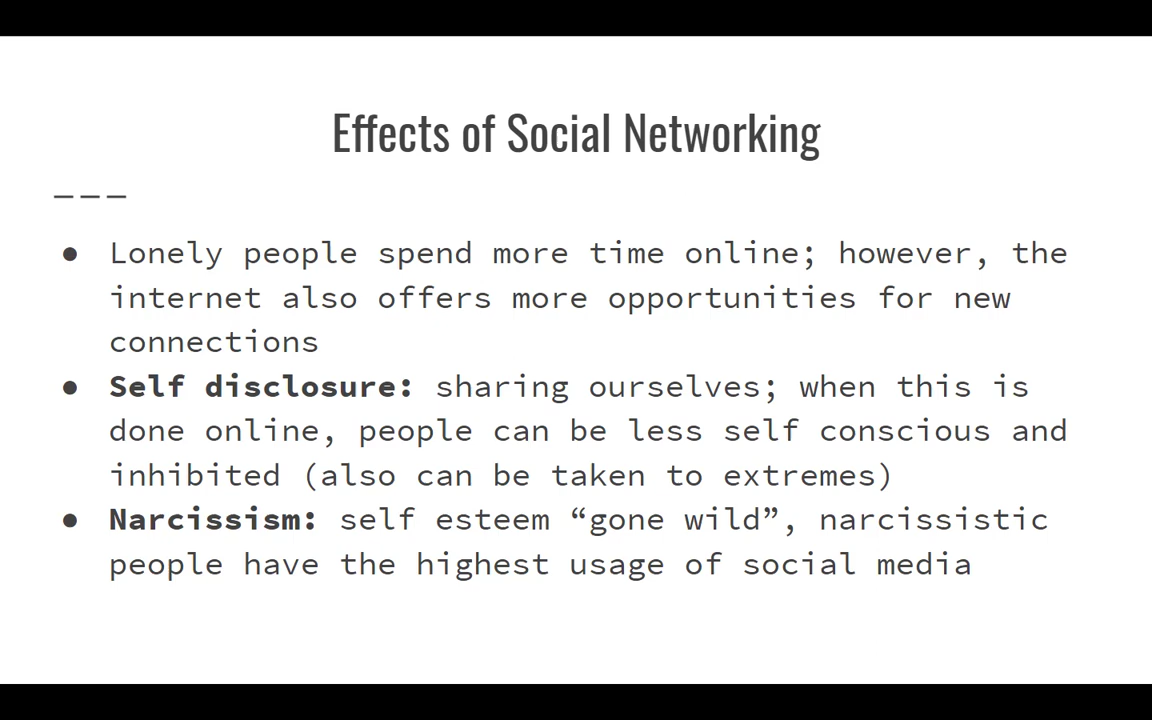 Effects of Social Networking
● Lonely people spend more time online; however, the
internet also offers more opportunities for new
connections
● Self disclosure: sharing ourselves; when this is
done online, people can be less self conscious and
inhibited (also can be taken to extremes)
● Narcissism: self esteem “gone wild”, narcissistic
people have the highest usage of social media